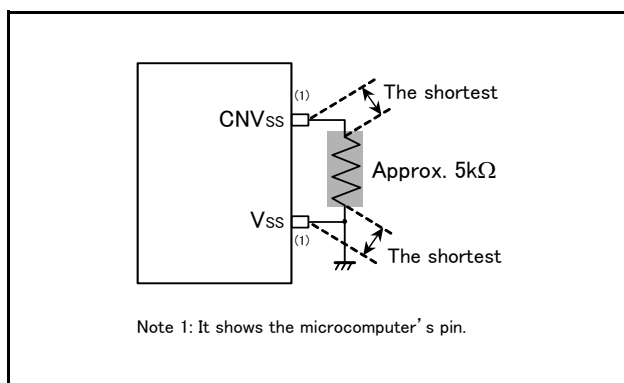 (1)
The shortest
CNVss
Approx. 5kΩ
Vss
(1)
The shortest
Note 1: It shows the microcomputer's pin.